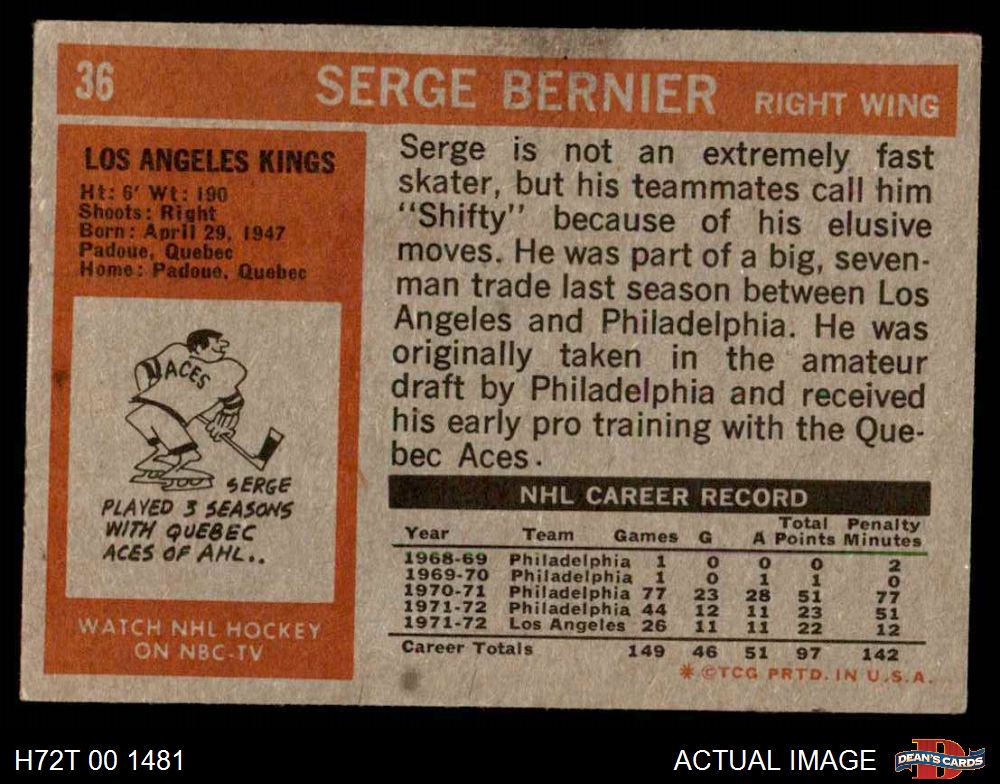 36 SERGE BERNIER RIGHT WING
LOS ANGELES KINGS
Ht: 6' Wt: 190
Shoots: Right
Born: April 29, 1947
Padoue, Quebec
Home: Padoue, Quebec
ACES
SERGE
PLAYED 3 SEASONS
WITH QUEBEC
ACES OF AHL..
WATCH NHL HOCKEY
ON NBC-TV
Serge is not an extremely fast
skater, but his teammates call him
"Shifty" because of his elusive
moves. He was part of a big, seven-
man trade last season between Los
Angeles and Philadelphia. He was
originally taken in the amateur
draft by Philadelphia and received
his early pro training with the Que-
bec Aces.
NHL CAREER RECORD
Year Team Games G A Total Points Penalty Minutes
1968-69 Philadelphia 1 0 0 0 2
1969-70 Philadelphia 1 0 1 1 0
1970-71 Philadelphia 77 23 28 51 77
1971-72 Philadelphia 44 12 11 23 51
1971-72 Los Angeles 26 11 11 22 12
Career Totals 149 46 51 97 142
* ©TCG PRTD. IN U.S.A.
H72T 00 1481
ACTUAL IMAGE
D
DEAN'S CARDS